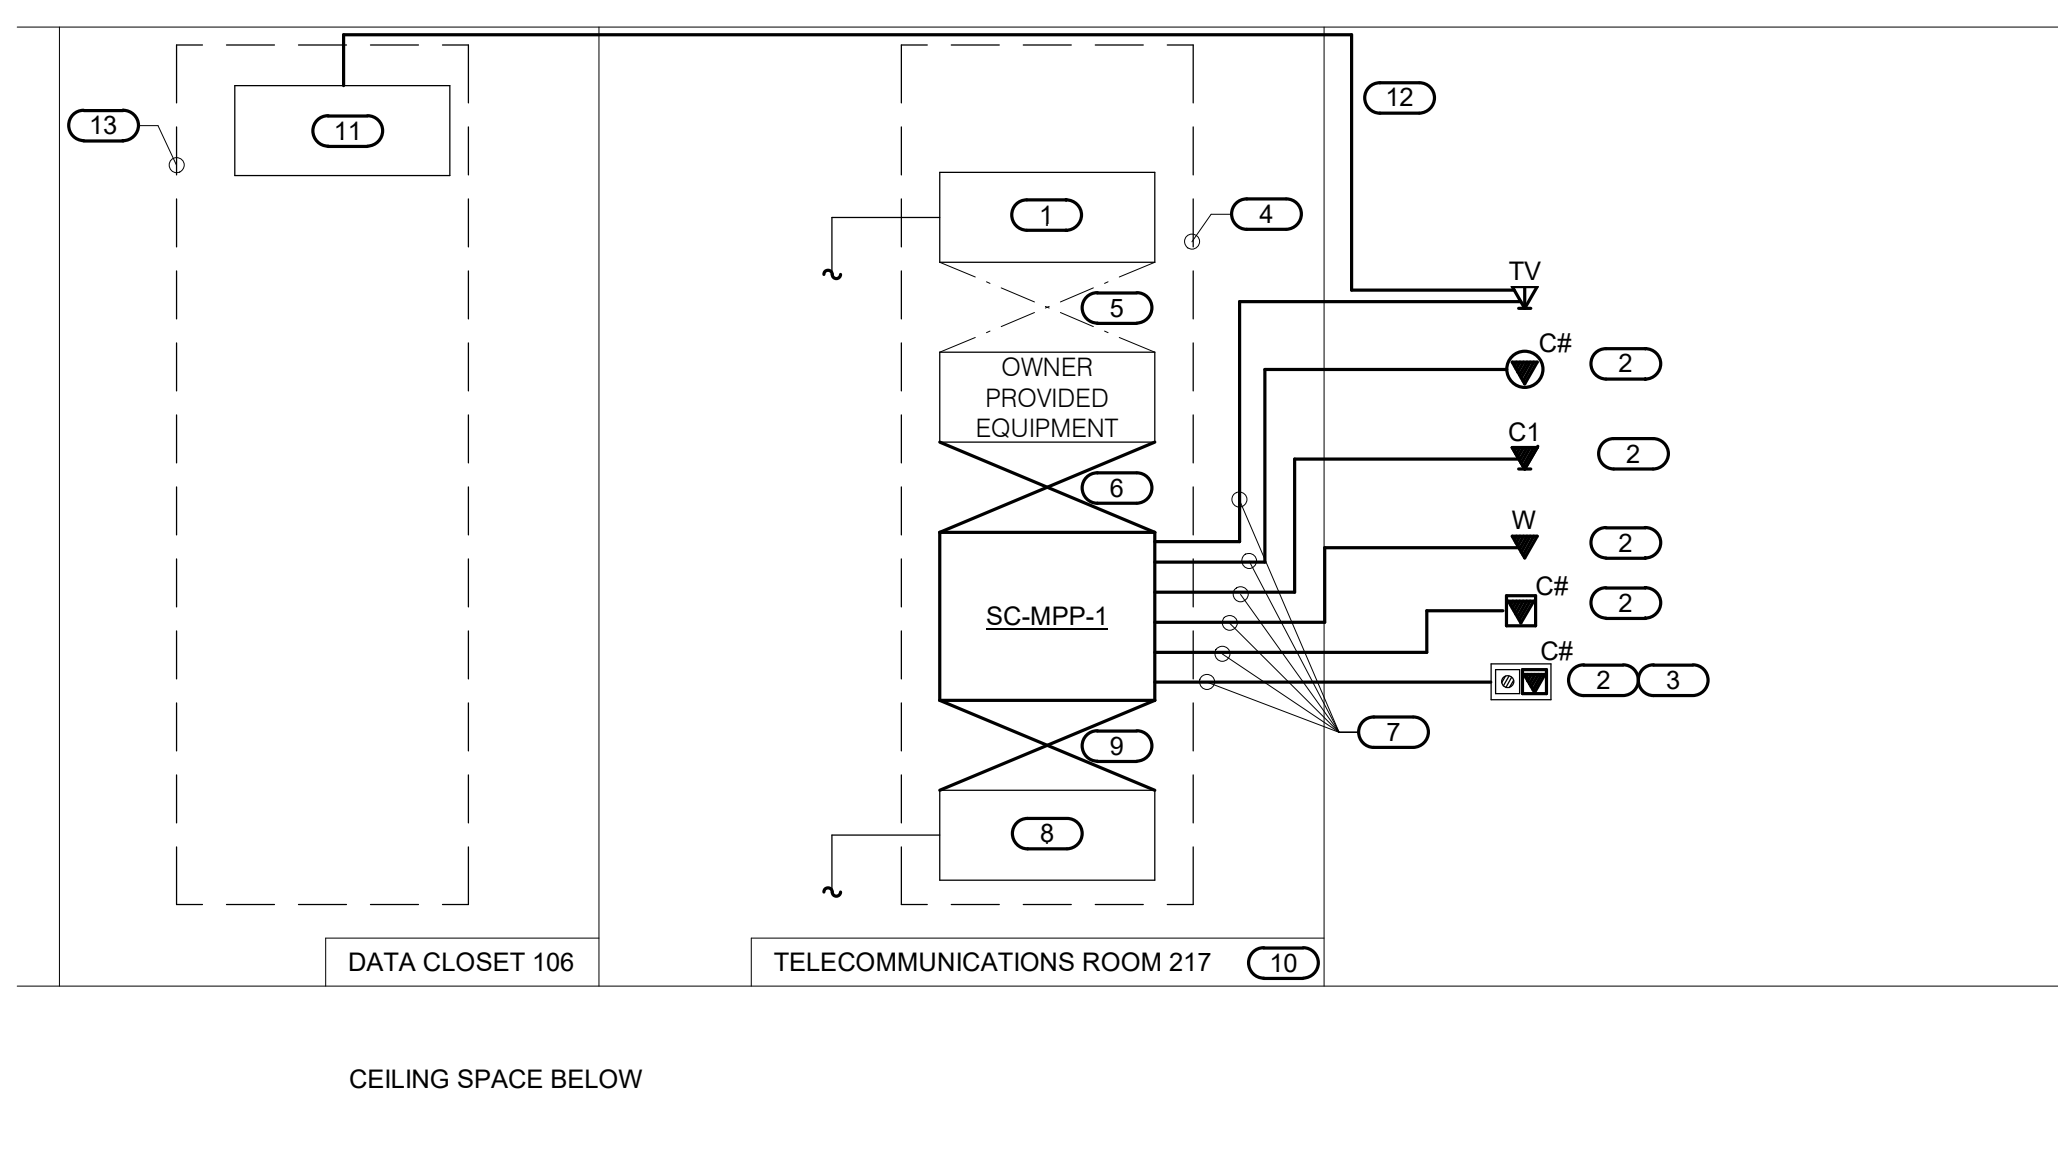 12
13
11
1
4
TV
5
C#
2
OWNER
PROVIDED
EQUIPMENT
C1
2
6
W
2
C#
2
SC-MPP-1
C#
2
3
7
9
8
DATA CLOSET 106
TELECOMMUNICATIONS ROOM 217
10
CEILING SPACE BELOW